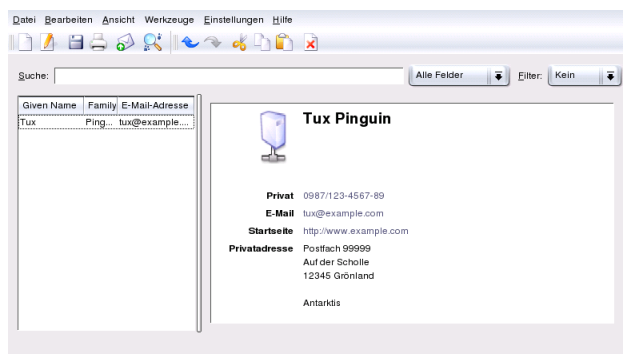 Datei Bearbeiten Ansicht Werkzeuge Einstellungen Hilfe
Suche: Alle Felder Filter: Kein
Given Name Family E-Mail-Adresse
Tux Ping... tux@example....
Tux Pinguin
Privat 0987/123-4567-89
E-Mail tux@example.com
Startseite http://www.example.com
Privatadresse Postfach 99999
Auf der Scholle
12345 Grönland
Antarktis